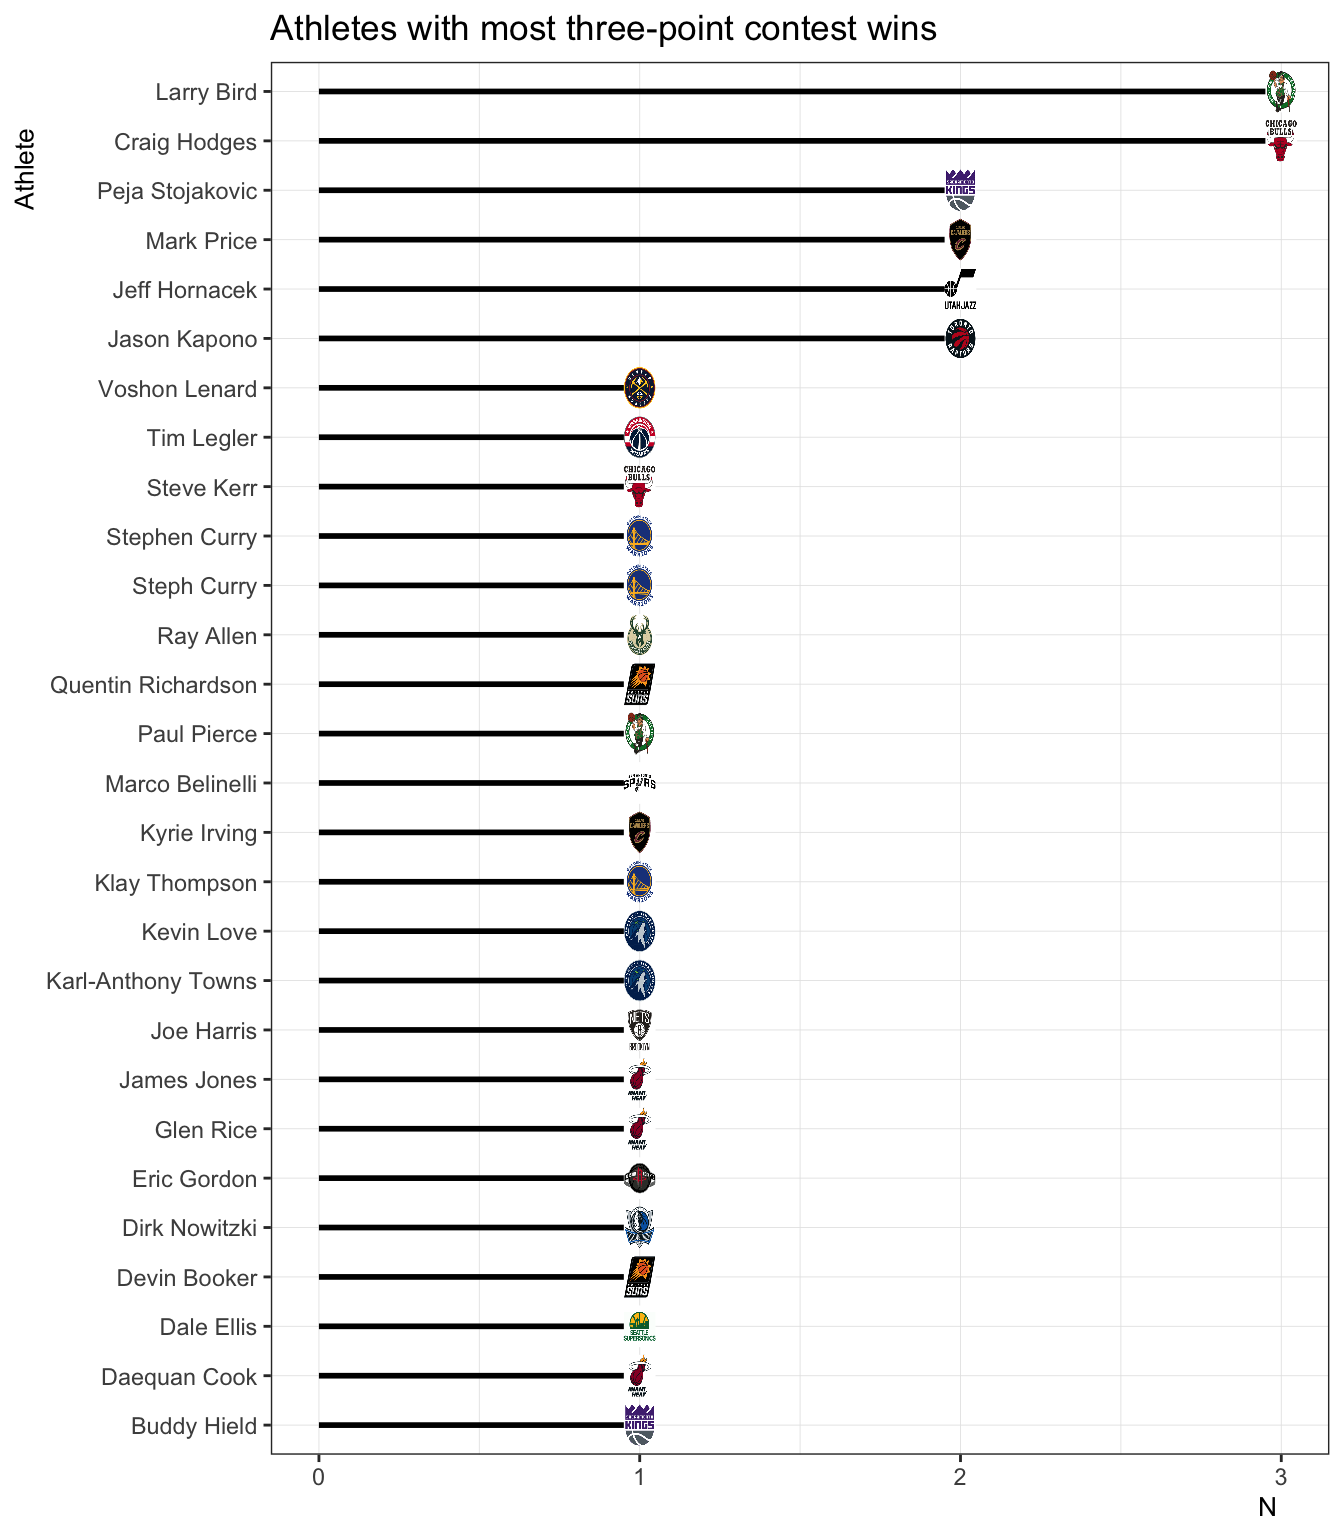 Athletes with most three-point contest wins
Athlete
Larry Bird
Craig Hodges
CHICAGO
BULLS
Peja Stojakovic
KINGS
Mark Price
Jeff Hornacek
UTAH JAZZ
Jason Kapono
Voshon Lenard
Tim Legler
Steve Kerr
CHICAGO
BULLS
Stephen Curry
Steph Curry
Ray Allen
Quentin Richardson
SUNS
Paul Pierce
Marco Belinelli
SPURS
Kyrie Irving
Klay Thompson
Kevin Love
Karl-Anthony Towns
Joe Harris
NETS
BROOKLYN
James Jones
Glen Rice
Eric Gordon
Dirk Nowitzki
Devin Booker
SUNS
Dale Ellis
SEATTLE
SUPERSONICS
Daequan Cook
Buddy Hield
KINGS
0 1 2 3
N